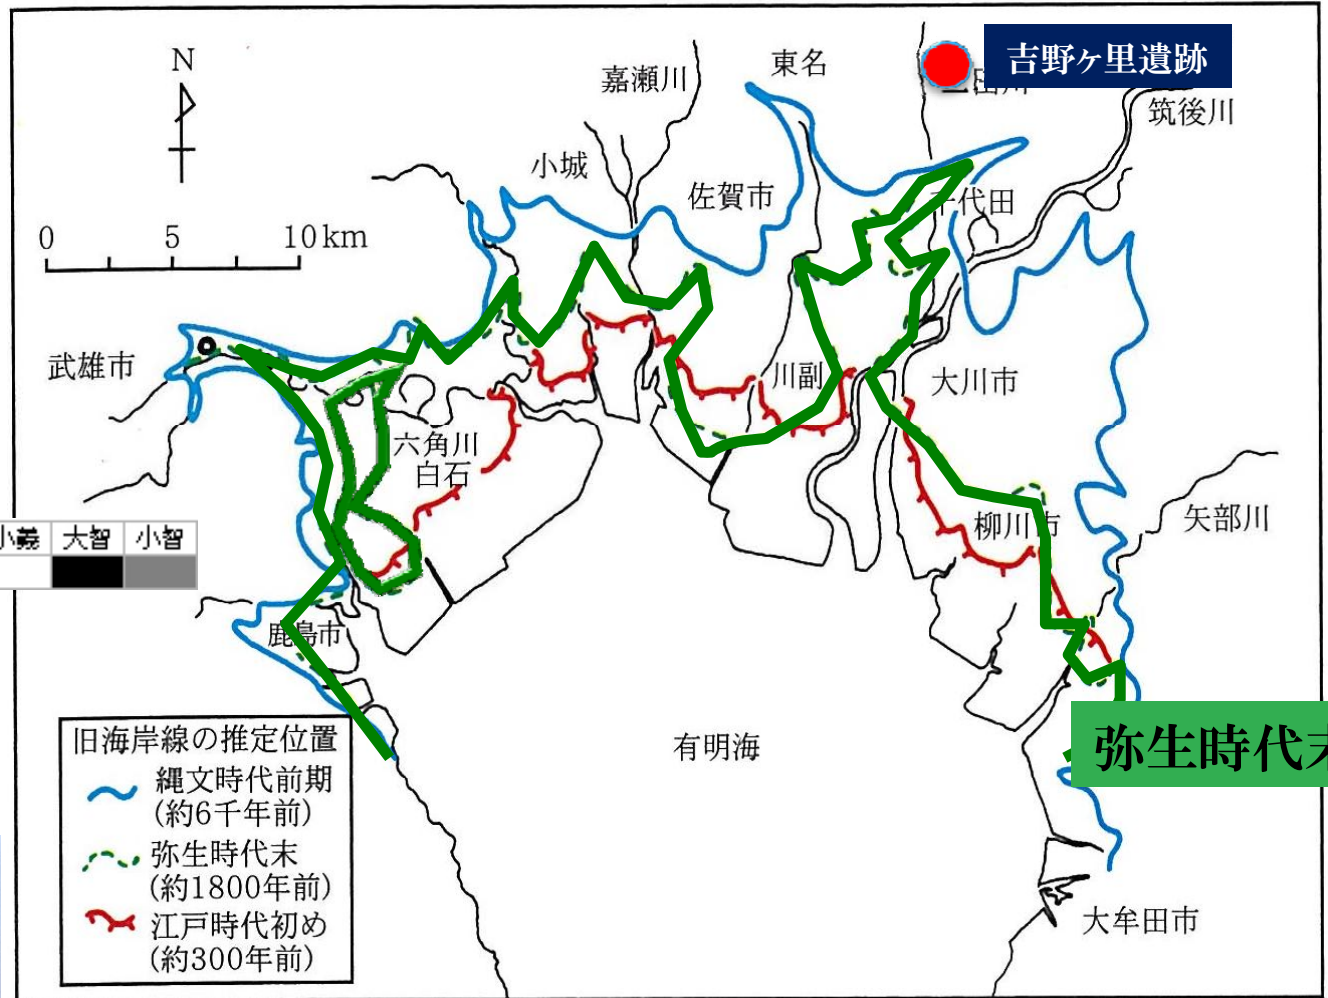 N
嘉瀬川
東名
吉野ヶ里遺跡
筑後川
小城
佐賀市
千代田
0 5 10km
武雄市
川副
大川市
六角川
白石
柳川市
矢部川
小義 大智 小智
鹿島市
有明海
弥生時代末
旧海岸線の推定位置
縄文時代前期
(約6千年前)
弥生時代末
(約1800年前)
江戸時代初め
(約300年前)
大牟田市